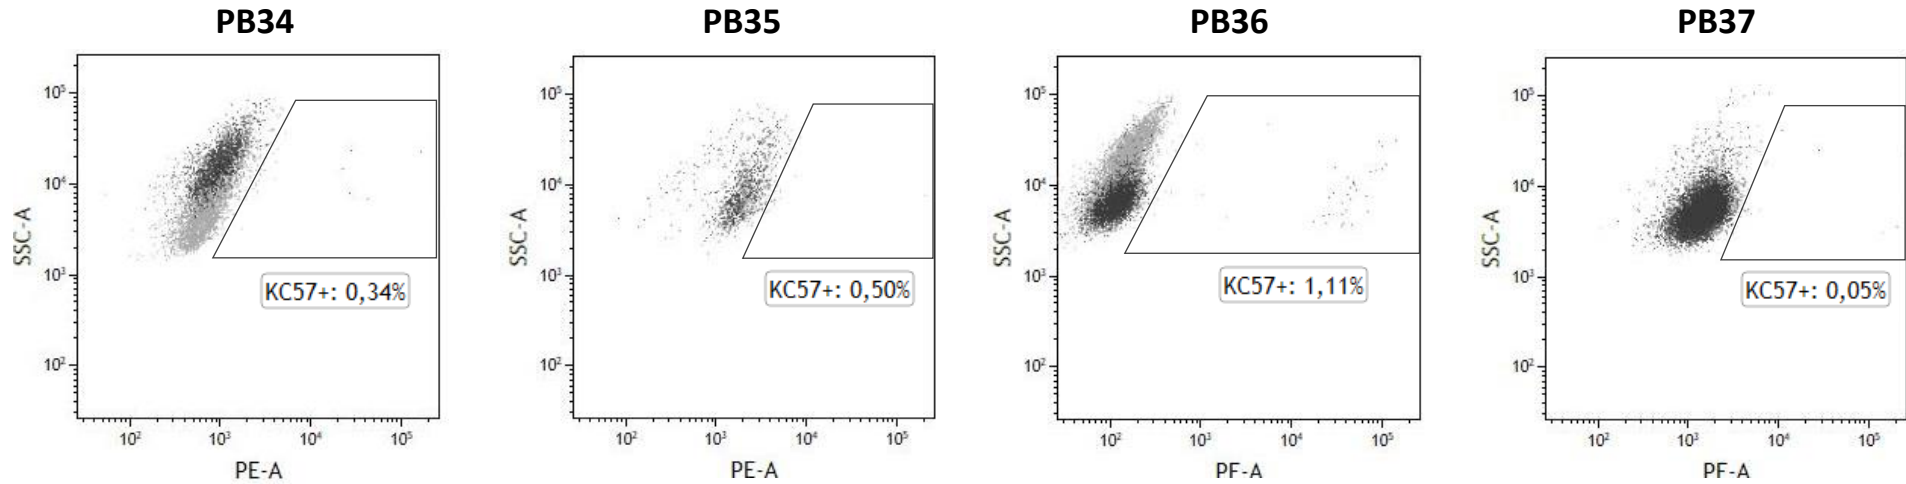 PB34
10⁵
10⁴
10³
10²
SSC-A
KC57+: 0,34%
10² 10³ 10⁴ 10⁵
PE-A
PB35
10⁵
10⁴
10³
10²
SSC-A
KC57+: 0,50%
10² 10³ 10⁴ 10⁵
PE-A
PB36
10⁵
10⁴
10³
10²
SSC-A
KC57+: 1,11%
10² 10³ 10⁴ 10⁵
PE-A
PB37
10⁵
10⁴
10³
10²
SSC-A
KC57+: 0,05%
10² 10³ 10⁴ 10⁵
PE-A